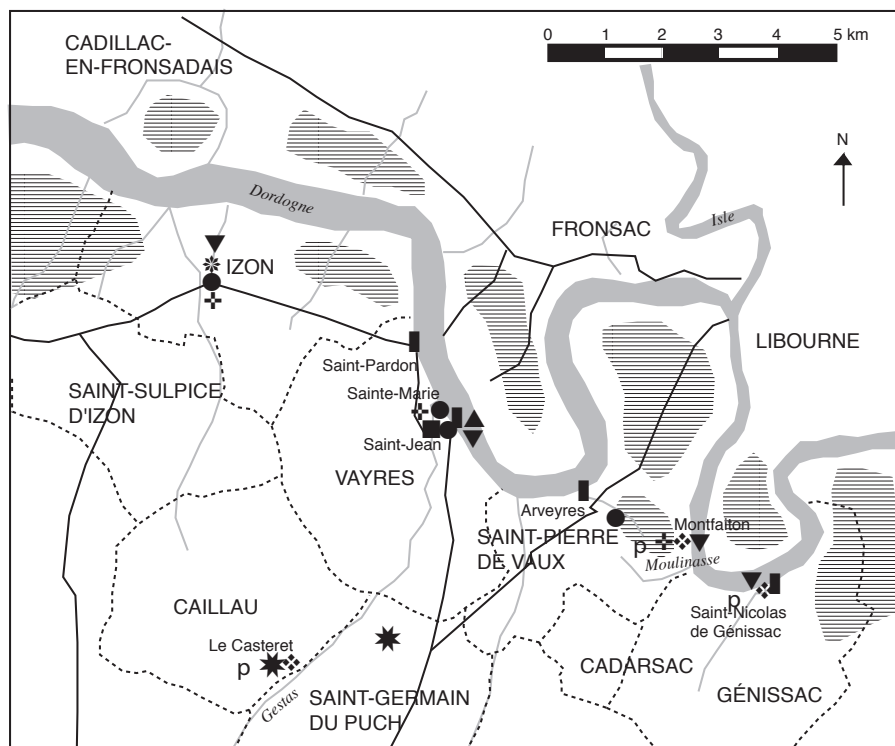 CADILLAC-
EN-FRONSADAIS
0 1 2 3 4 5 km
N
Dordogne
Isle
FRONSAC
IZON
LIBOURNE
Saint-Pardon
SAINT-SULPICE
D'IZON
Sainte-Marie
Saint-Jean
VAYRES
Arveyres
SAINT-PIERRE
DE VAUX
Montfaiton
p
Moulinasse
p
Saint-Nicolas
de Génissac
CAILLAU
Le Casteret
p
CADARSAC
GÉNISSAC
Gestas
SAINT-GERMAIN
DU PUCH